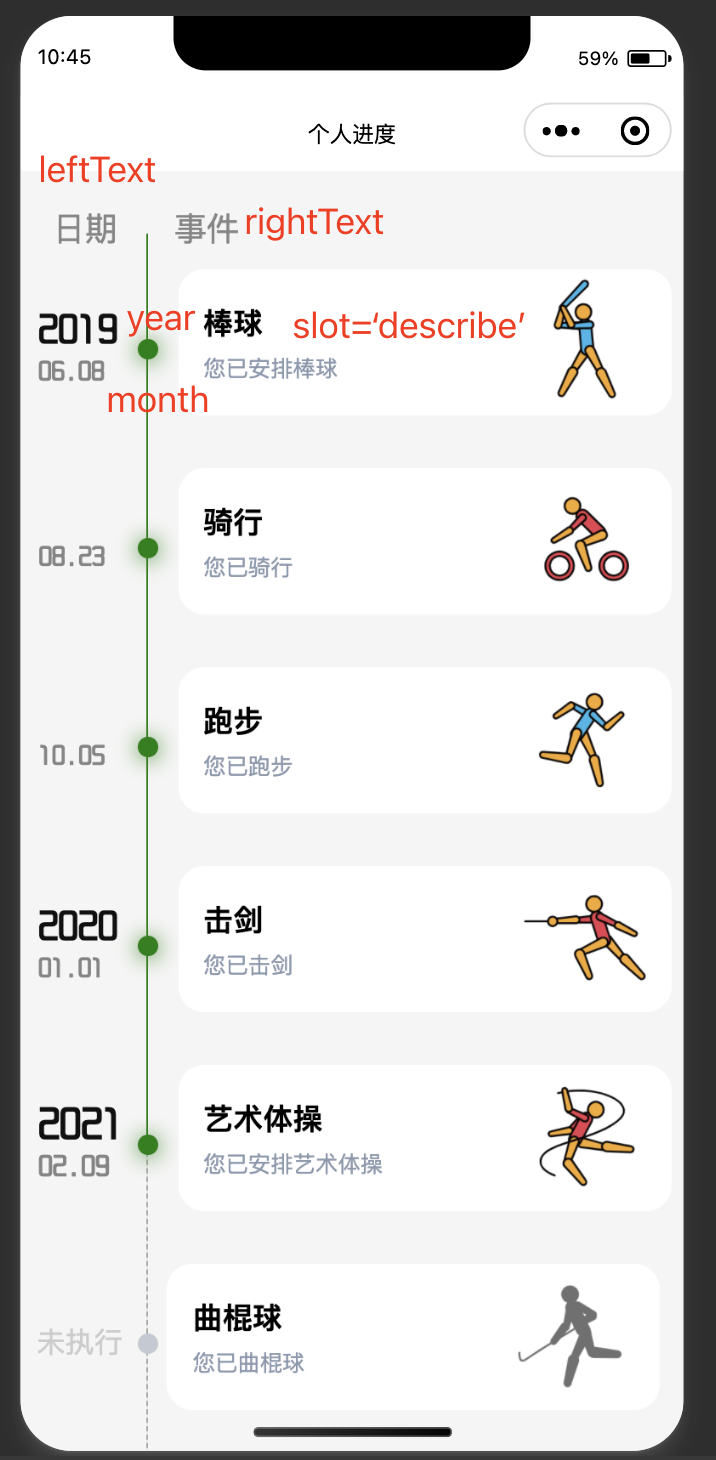 10:45
59%
个人进度
leftText
日期
事件 rightText
2019 year
06.08
month
棒球 slot=‘describe’
您已安排棒球
08.23
骑行
您已骑行
10.05
跑步
您已跑步
2020
01.01
击剑
您已击剑
2021
02.09
艺术体操
您已安排艺术体操
未执行
曲棍球
您已曲棍球